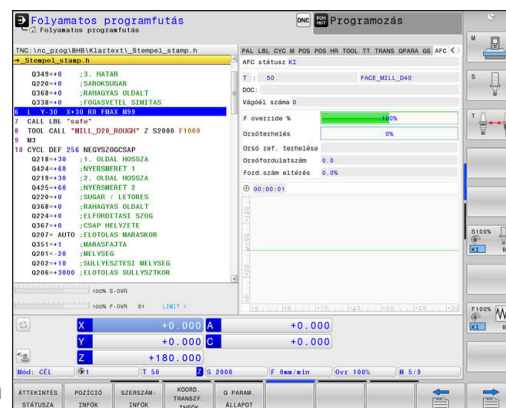 Folyamatos programfutás
Folyamatos programfutás
DNC
Programozás
TNC:\nc_prog\BHB\Klartext\_Stempel_stamp.h
→_Stempel_stamp.h
Q349=+0 ;3. HATAR
Q220=+0 ;SAROKSUGAR
Q368=+0 ;RAHAGYAS OLDALT
Q338=+0 ;FOGASVETEL SIMITAS
6 L Y-30 X+30 R0 FMAX M99
7 CALL LBL "safe"
8 TOOL CALL "MILL_D20_ROUGH" Z S2000 F1000
9 M3
10 CYCL DEF 256 NEGYSZOGCSAP
Q218=+30 ;1. OLDAL HOSSZA
Q424=+60 ;NYERSMERET 1
Q219=+30 ;2. OLDAL HOSSZA
Q425=+60 ;NYERSMERET 2
Q220=+0 ;SUGAR / LETORES
Q368=+0 ;RAHAGYAS OLDALT
Q224=+0 ;ELFORDITASI SZOG
Q367=+0 ;CSAP HELYZETE
Q207= AUTO ;ELOTOLAS MARASKOR
Q351=+1 ;MARASFAJTA
Q201=-20 ;MELYSEG
Q202=+10 ;SULLYESZTESI MELYSEG
Q206=+3000 ;ELOTOLAS SULLYSZTKOR
100% S-OVR
100% F-OVR S1 LIMIT 1
PAL LBL CYC M POS POS HR TOOL TT TRANS QPARA GS AFC
AFC státusz KI
T : 50 FACE_MILL_D40
DOC:
Vágóél száma 0
F override % 100%
Orsóterhelés 0%
Orsó ref. terhelése
Orsófordulatszám 0.0
Ford.szám eltérés 0.0%
00:00:01
X +0.000 A +0.000
Y +0.000 C +0.000
Z +180.000
Mód: CÉL 1 T 50 Z S 2000 F 0mm/min Ovr 100% M 5/9
M
S
T
S100%
KI
F100%
KI
ÁTTEKINTÉS STÁTUSZA
POZÍCIÓ INFÓK
SZERSZÁM- INFÓK
KOORD. TRANSZF. INFÓK
Q PARAM. ÁLLAPOT